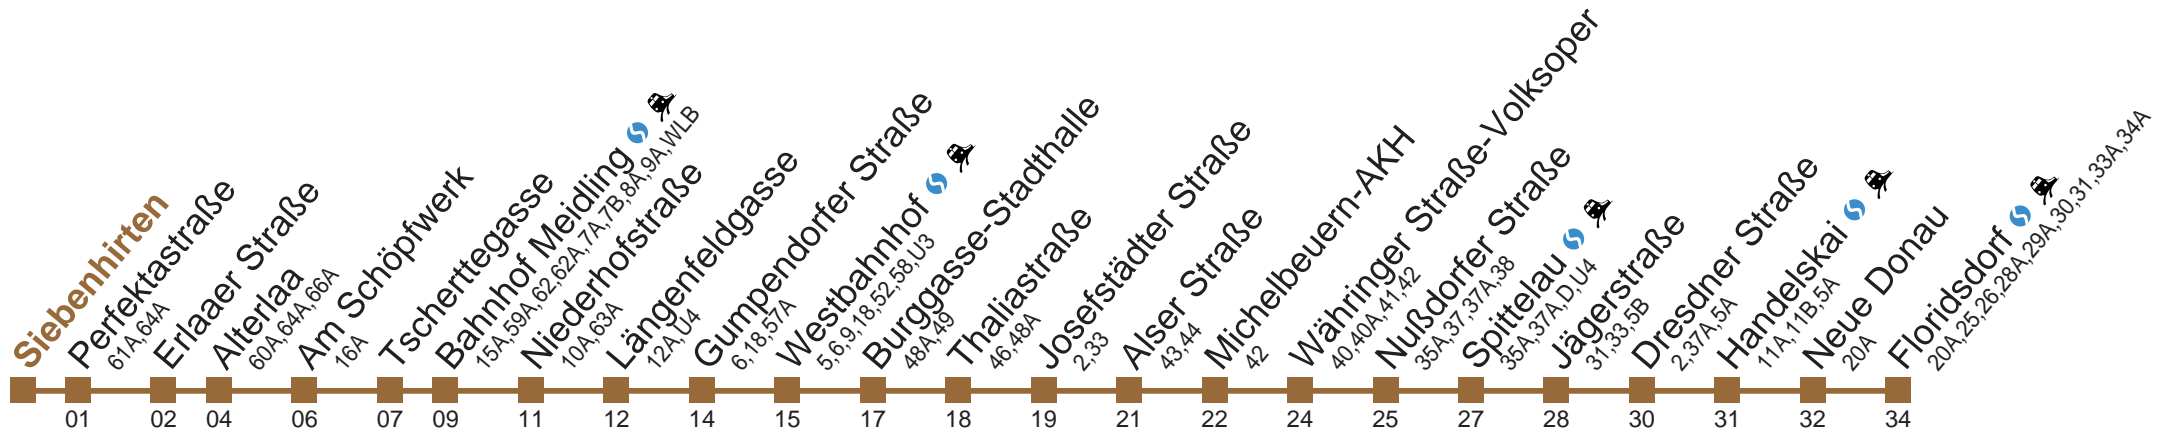 Siebenhirten
Perfektastraße
61A,64A
Erlaaer Straße
Alterlaa
60A,64A,66A
Am Schöpfwerk
16A
Tscherttegasse
Bahnhof Meidling
15A,59A,62,62A,7A,7B,8A,9A,WLB
Niederhofstraße
10A,63A
Längenfeldgasse
12A,U4
Gumpendorfer Straße
6,18,57A
Westbahnhof
5,6,9,18,52,58,U3
Burggasse-Stadthalle
48A,49
Thaliastraße
46,48A
Josefstädter Straße
2,33
Alser Straße
43,44
Michelbeuern-AKH
42
Währinger Straße-Volksoper
40,40A,41,42
Nußdorfer Straße
35A,37,37A,38
Spittelau
35A,37A,D,U4
Jägerstraße
31,33,5B
Dresdner Straße
2,37A,5A
Handelskai
11A,11B,5A
Neue Donau
20A
Floridsdorf
20A,25,26,28A,29A,30,31,33A,34A
01 02 04 06 07 09 11 12 14 15 17 18 19 21 22 24 25 27 28 30 31 32 34